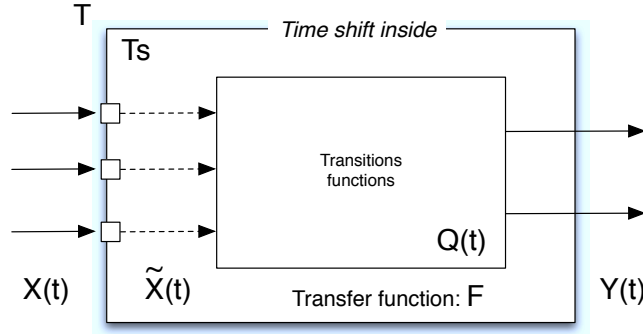 T
Time shift inside
Ts
Transitions
functions
Q(t)
X(t)
X̃(t)
Transfer function: F
Y(t)